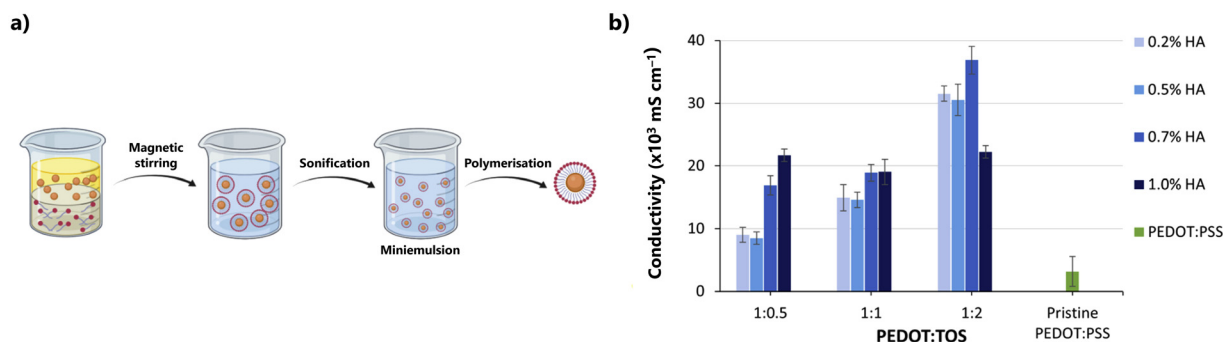 a)
Magnetic
stirring
Sonification
Polymerisation
Miniemulsion
b)
Conductivity (x10³ mS cm⁻¹)
40
30
20
10
0
1:0.5
1:1
1:2
Pristine
PEDOT:PSS
PEDOT:TOS
0.2% HA
0.5% HA
0.7% HA
1.0% HA
PEDOT:PSS